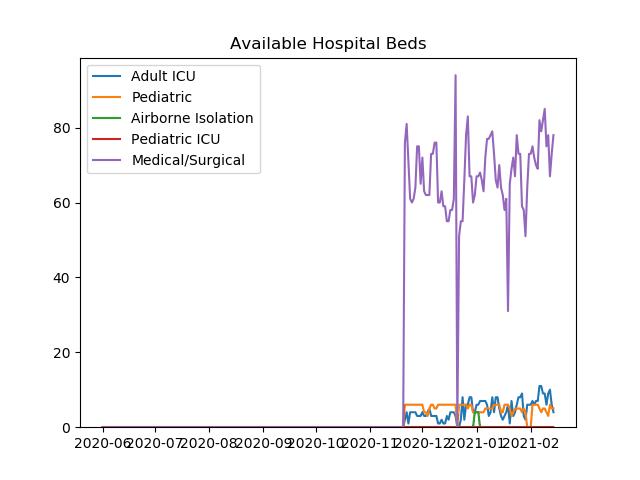 Available Hospital Beds
Adult ICU
Pediatric
Airborne Isolation
Pediatric ICU
Medical/Surgical
80
60
40
20
0
2020-06 2020-07 2020-08 2020-09 2020-10 2020-11 2020-12 2021-01 2021-02